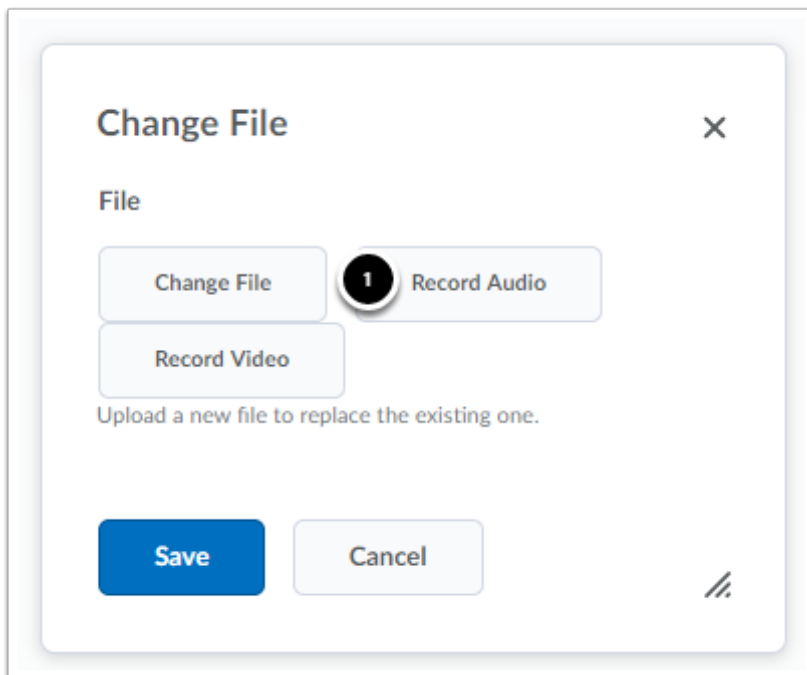 Change File
File
Change File 1 Record Audio
Record Video
Upload a new file to replace the existing one.
Save Cancel